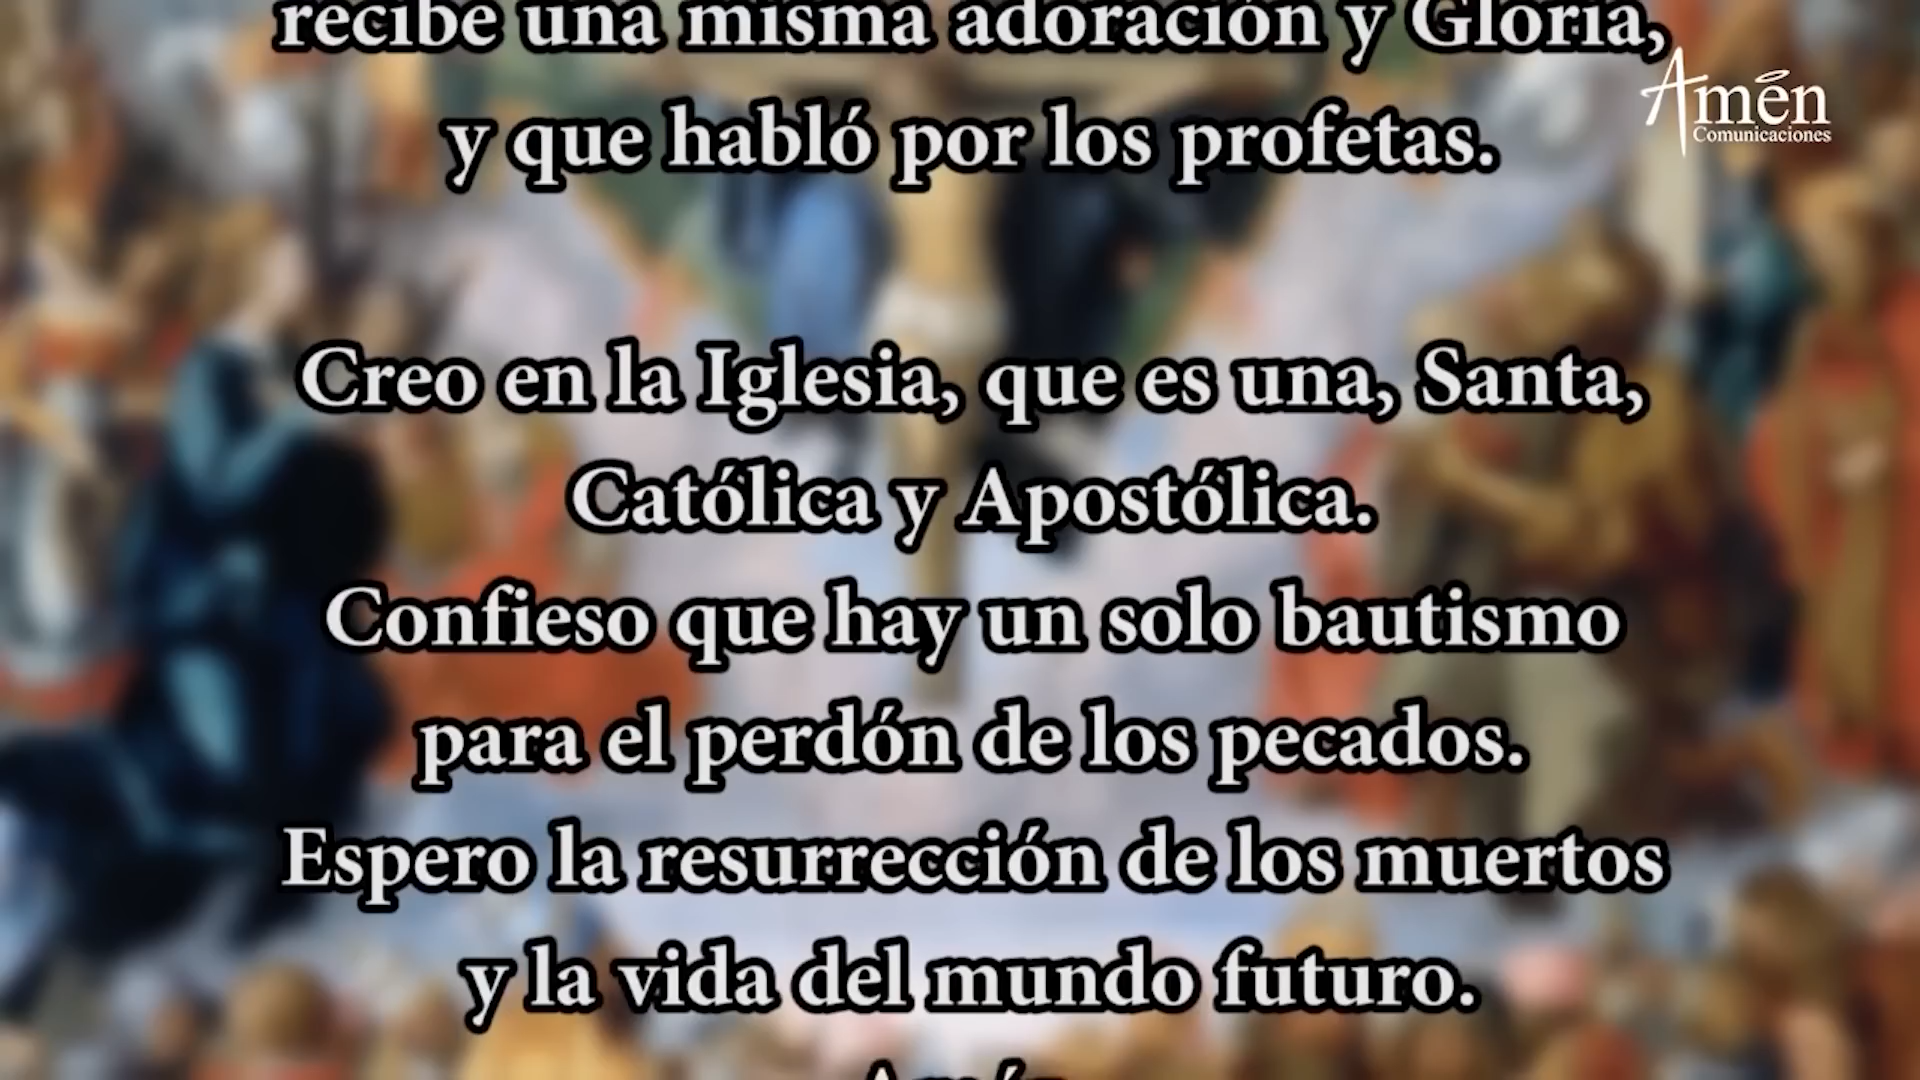 recibe una misma adoración y Gloria,
Amén
Comunicaciones
y que habló por los profetas.
Creo en la Iglesia, que es una, Santa,
Católica y Apostólica.
Confieso que hay un solo bautismo
para el perdón de los pecados.
Espero la resurrección de los muertos
y la vida del mundo futuro.